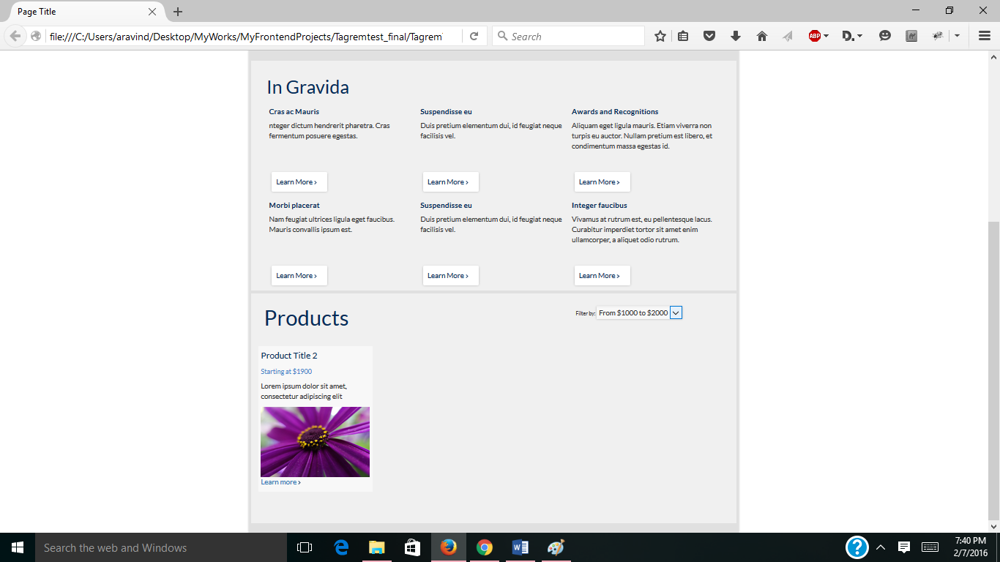 Page Title
file:///C:/Users/aravind/Desktop/MyWorks/MyFrontendProjects/Tagremtest_final/Tagrem
Search
ABP
D.
In Gravida
Cras ac Mauris
nteger dictum hendrerit pharetra. Cras
fermentum posuere egestas.
Learn More ›
Suspendisse eu
Duis pretium elementum dui, id feugiat neque
facilisis vel.
Learn More ›
Awards and Recognitions
Aliquam eget ligula mauris. Etiam viverra non
turpis eu auctor. Nullam pretium est libero, et
condimentum massa egestas id.
Learn More ›
Morbi placerat
Nam feugiat ultrices ligula eget faucibus.
Mauris convallis ipsum est.
Learn More ›
Suspendisse eu
Duis pretium elementum dui, id feugiat neque
facilisis vel.
Learn More ›
Integer faucibus
Vivamus at rutrum est, eu pellentesque lacus.
Curabitur imperdiet tortor sit amet enim
ullamcorper, a aliquet odio rutrum.
Learn More ›
Products
Filter by: From $1000 to $2000
Product Title 2
Starting at $1900
Lorem ipsum dolor sit amet,
consectetur adipiscing elit
Learn more ›
Search the web and Windows
7:40 PM
2/7/2016